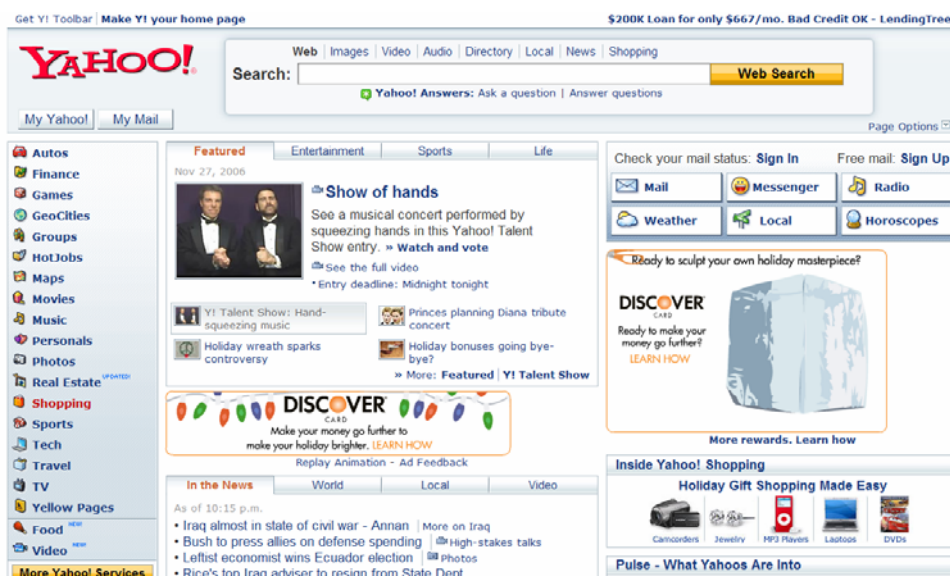 Get Y! Toolbar | Make Y! your home page
$200K Loan for only $667/mo. Bad Credit OK - LendingTree
YAHOO!
Web | Images | Video | Audio | Directory | Local | News | Shopping
Search:
Web Search
Yahoo! Answers: Ask a question | Answer questions
My Yahoo!
My Mail
Page Options
Autos
Finance
Games
GeoCities
Groups
HotJobs
Maps
Movies
Music
Personals
Photos
Real Estate UPDATED!
Shopping
Sports
Tech
Travel
TV
Yellow Pages
Food NEW!
Video NEW!
More Yahoo! Services
Featured
Entertainment
Sports
Life
Nov 27, 2006
Show of hands
See a musical concert performed by
squeezing hands in this Yahoo! Talent
Show entry. » Watch and vote
See the full video
• Entry deadline: Midnight tonight
Y! Talent Show: Hand-
squeezing music
Princes planning Diana tribute
concert
Holiday wreath sparks
controversy
Holiday bonuses going bye-
bye?
» More: Featured | Y! Talent Show
DISCOVER
CARD
Make your money go further to
make your holiday brighter. LEARN HOW
Replay Animation - Ad Feedback
In the News
World
Local
Video
As of 10:15 p.m.
• Iraq almost in state of civil war - Annan | More on Iraq
• Bush to press allies on defense spending | High-stakes talks
• Leftist economist wins Ecuador election | Photos
• Rice's top Iraq adviser to resign from State Dept
Check your mail status: Sign In
Free mail: Sign Up
Mail
Messenger
Radio
Weather
Local
Horoscopes
Ready to sculpt your own holiday masterpiece?
DISCOVER
CARD
Ready to make your
money go further?
LEARN HOW
More rewards. Learn how
Inside Yahoo! Shopping
Holiday Gift Shopping Made Easy
Camcorders
Jewelry
MP3 Players
Laptops
DVDs
Pulse - What Yahoos Are Into